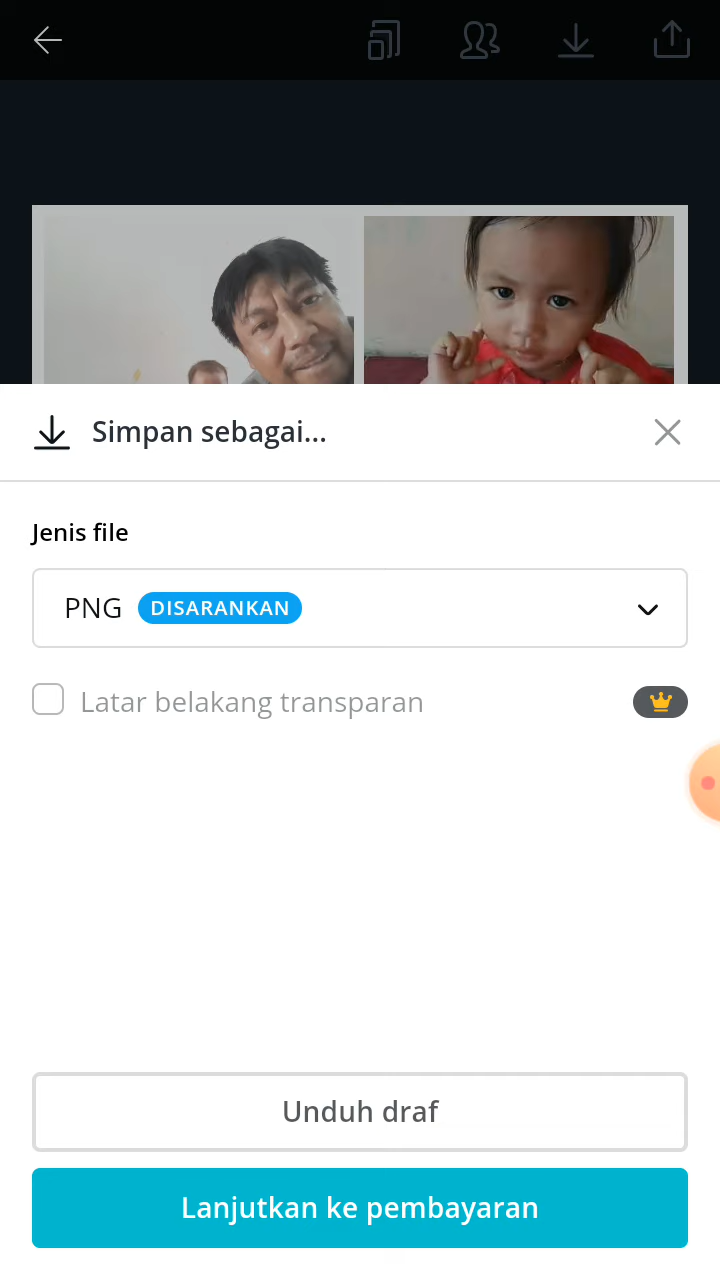 Simpan sebagai...
Jenis file
PNG DISARANKAN
Latar belakang transparan
Unduh draf
Lanjutkan ke pembayaran